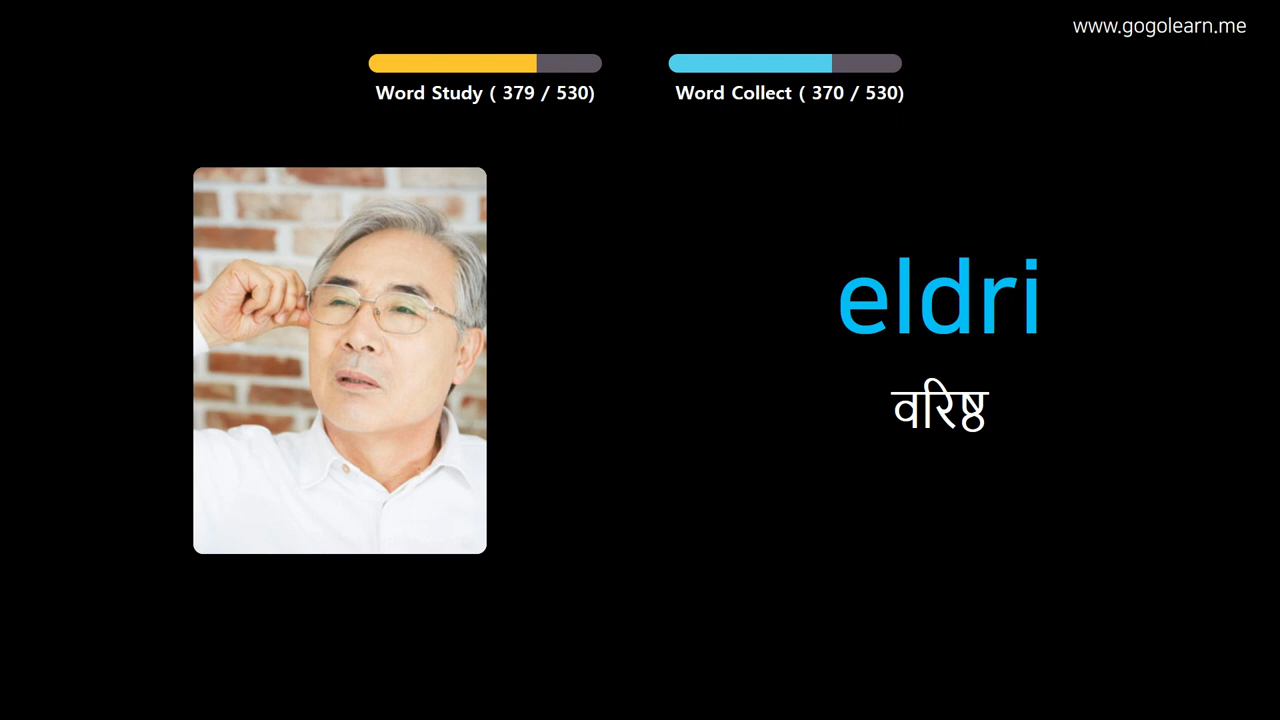 www.gogolearn.me
Word Study ( 379 / 530)
Word Collect ( 370 / 530)
eldri
वरिष्ठ